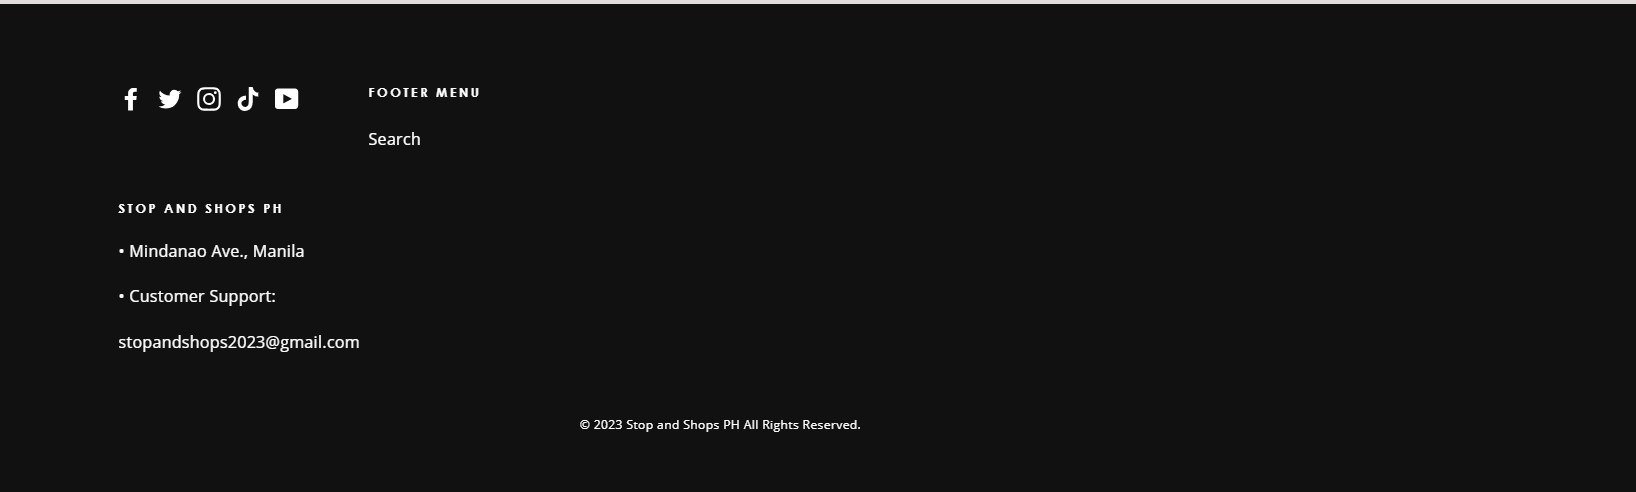 FOOTER MENU
Search
STOP AND SHOPS PH
• Mindanao Ave., Manila
• Customer Support:
stopandshops2023@gmail.com
© 2023 Stop and Shops PH All Rights Reserved.